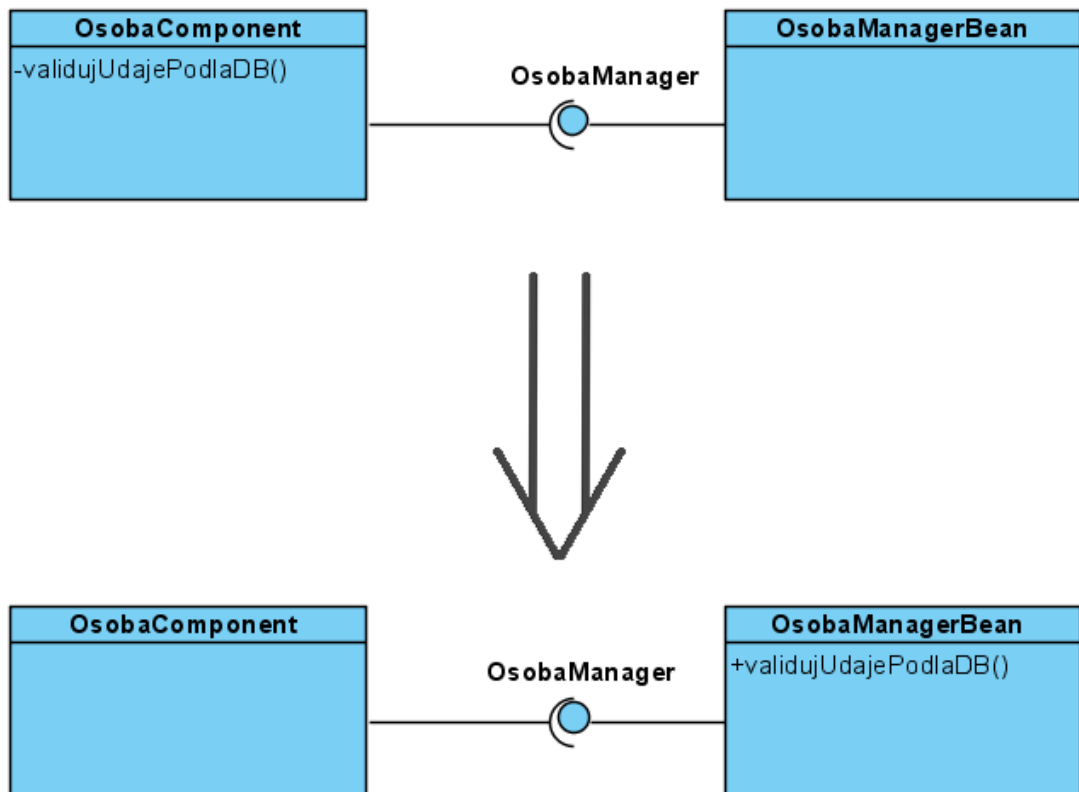 OsobaComponent
-validujUdajePodlaDB()
OsobaManager
OsobaManagerBean
OsobaComponent
OsobaManager
OsobaManagerBean
+validujUdajePodlaDB()